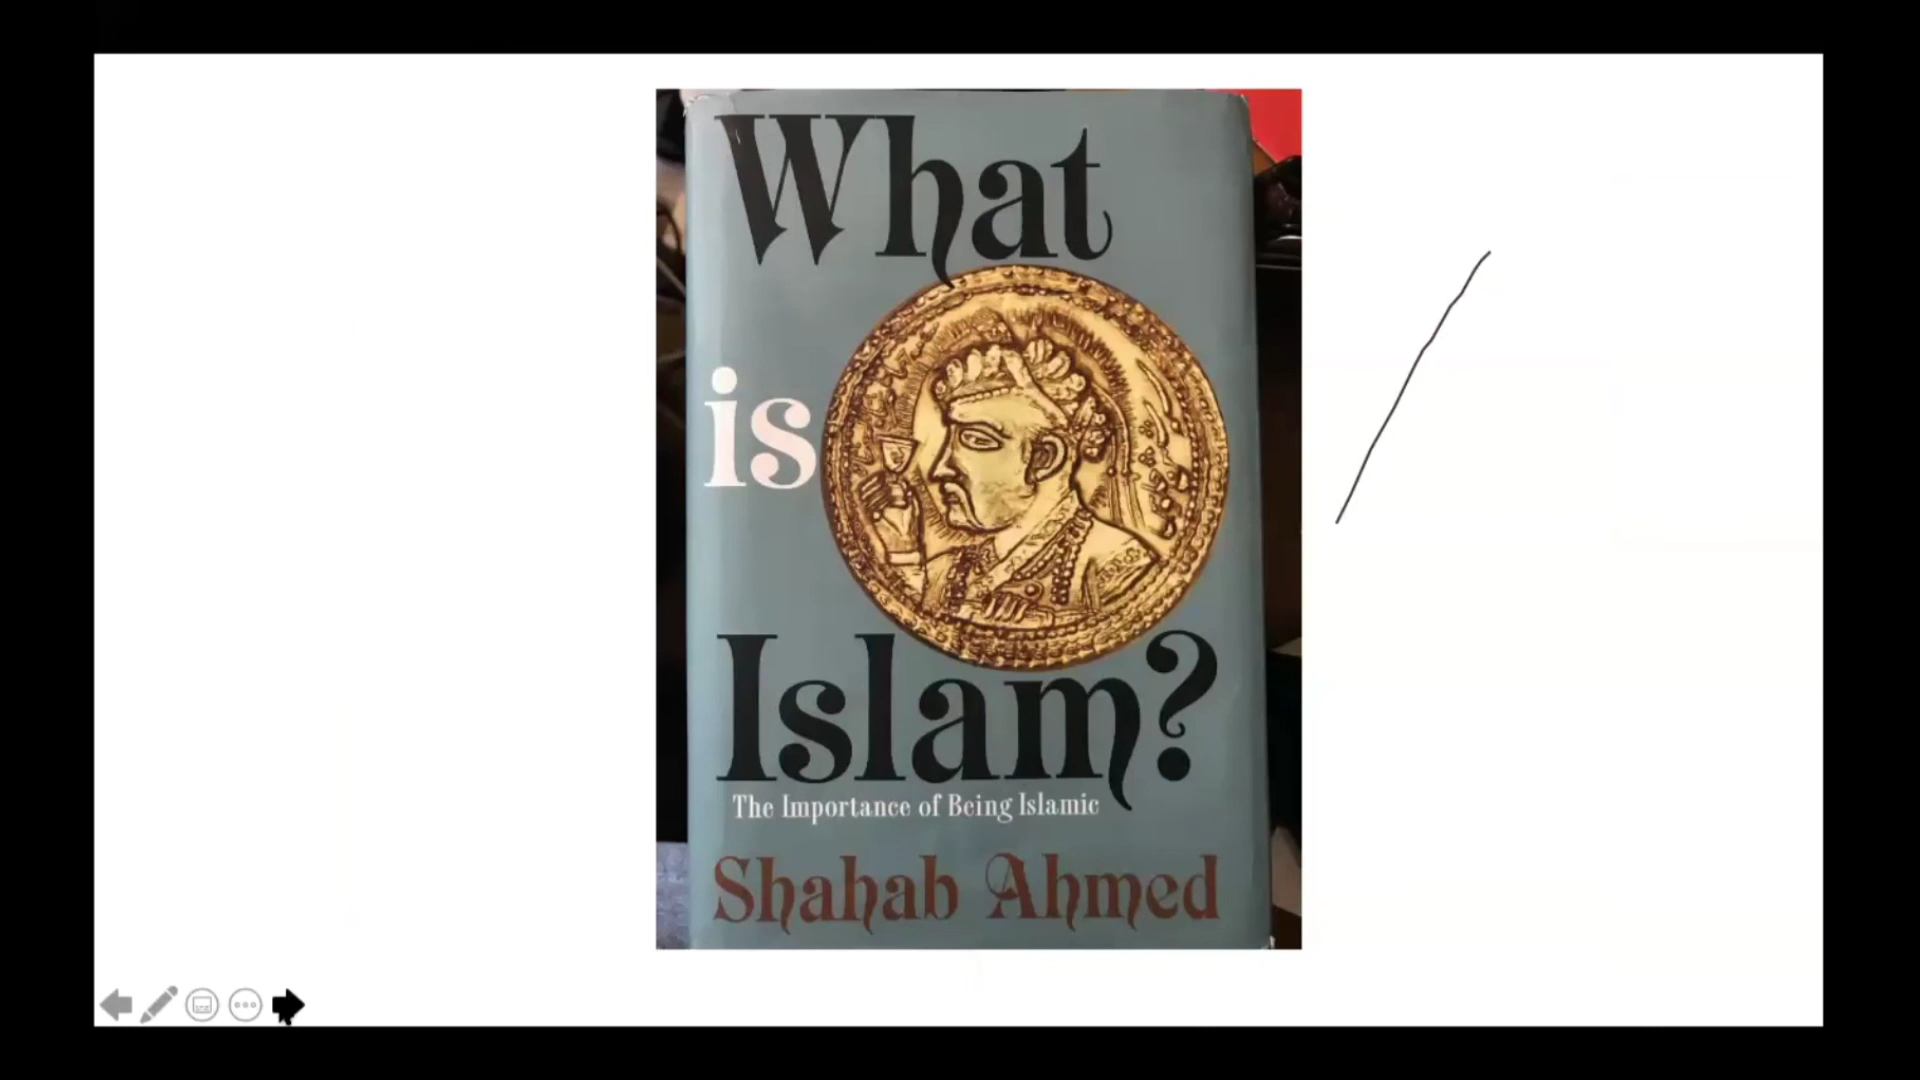 What
is
Islam?
The Importance of Being Islamic
Shahab Ahmed